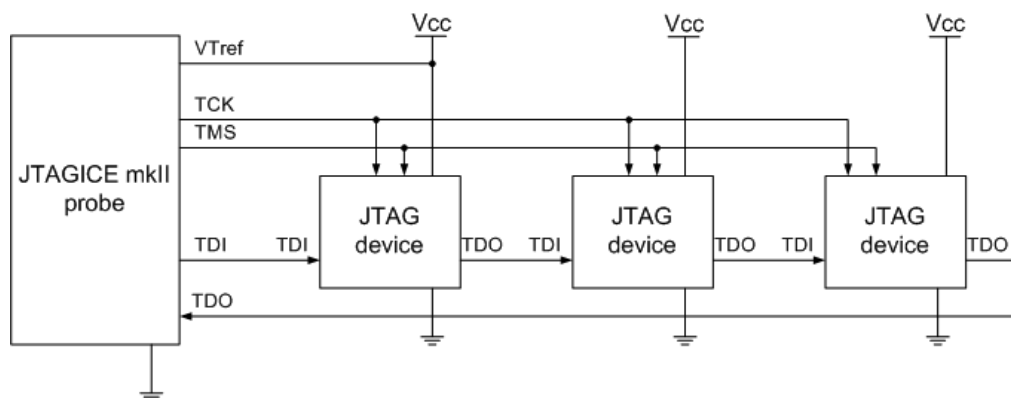 Vcc
Vcc
Vcc
VTref
TCK
TMS
JTAGICE mkII
probe
JTAG
device
JTAG
device
JTAG
device
TDI
TDI
TDO
TDI
TDO
TDI
TDO
TDO